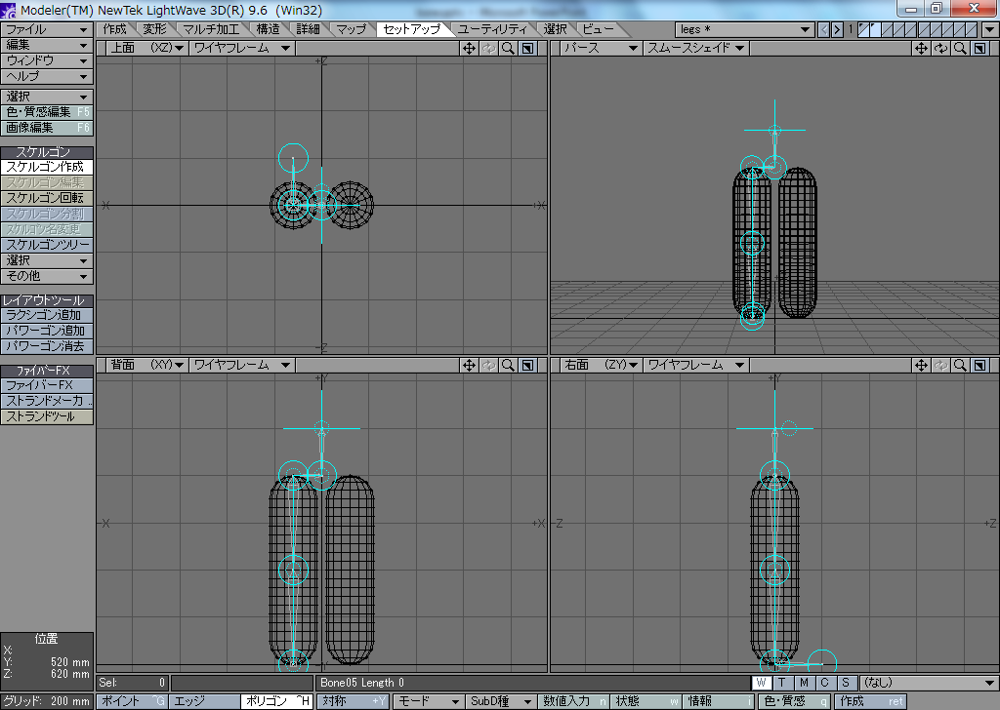 Modeler(TM) NewTek LightWave 3D(R) 9.6 (Win32)
ファイル
編集
ウィンドウ
ヘルプ
作成 変形 マルチ加工 構造 詳細 マップ セットアップ ユーティリティ 選択 ビュー
legs *
1
上面 (XZ) ワイヤフレーム
パース スムースシェイド
選択
色・質感編集 F5
画像編集 F6
スケルゴン
スケルゴン作成
スケルゴン編集
スケルゴン回転
スケルゴン分割
スケルゴン名変更
スケルゴンツリー
選択
その他
レイアウトツール
ラクシゴン追加
パワーゴン追加
パワーゴン消去
ファイバーFX
ファイバーFX
ストランドメーカ ..
ストランドツール
+Z
-X
+X
-Z
背面 (XY) ワイヤフレーム
右面 (ZY) ワイヤフレーム
+Y
-X
+X
+Y
-Z
+Z
位置
X:
Y: 520 mm
Z: 620 mm
グリッド: 200 mm
Sel: 0
Bone05 Length 0
W T M C S (なし)
ポイント ^G エッジ ポリゴン ^H 対称 +Y モード SubD種 数値入力 n 状態 w 情報 i 色・質感 q 作成 ret